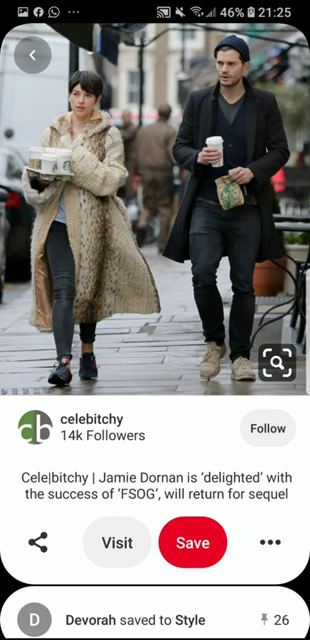 46% 21:25
celebitchy
14k Followers
Follow
Cele|bitchy | Jamie Dornan is ‘delighted’ with
the success of ‘FSOG’, will return for sequel
Visit
Save
D
Devorah saved to Style
26